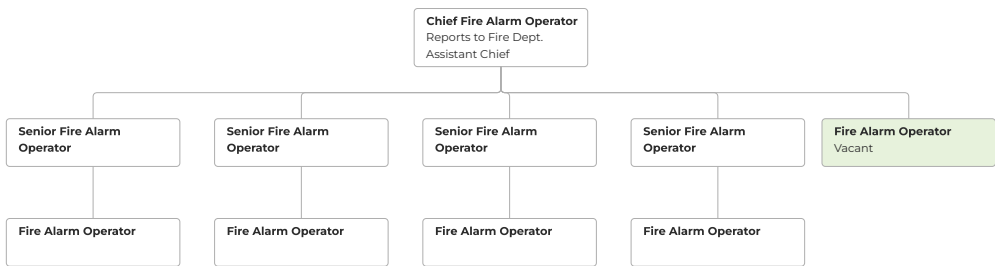 Chief Fire Alarm Operator
Reports to Fire Dept.
Assistant Chief
Senior Fire Alarm
Operator
Senior Fire Alarm
Operator
Senior Fire Alarm
Operator
Senior Fire Alarm
Operator
Fire Alarm Operator
Vacant
Fire Alarm Operator
Fire Alarm Operator
Fire Alarm Operator
Fire Alarm Operator